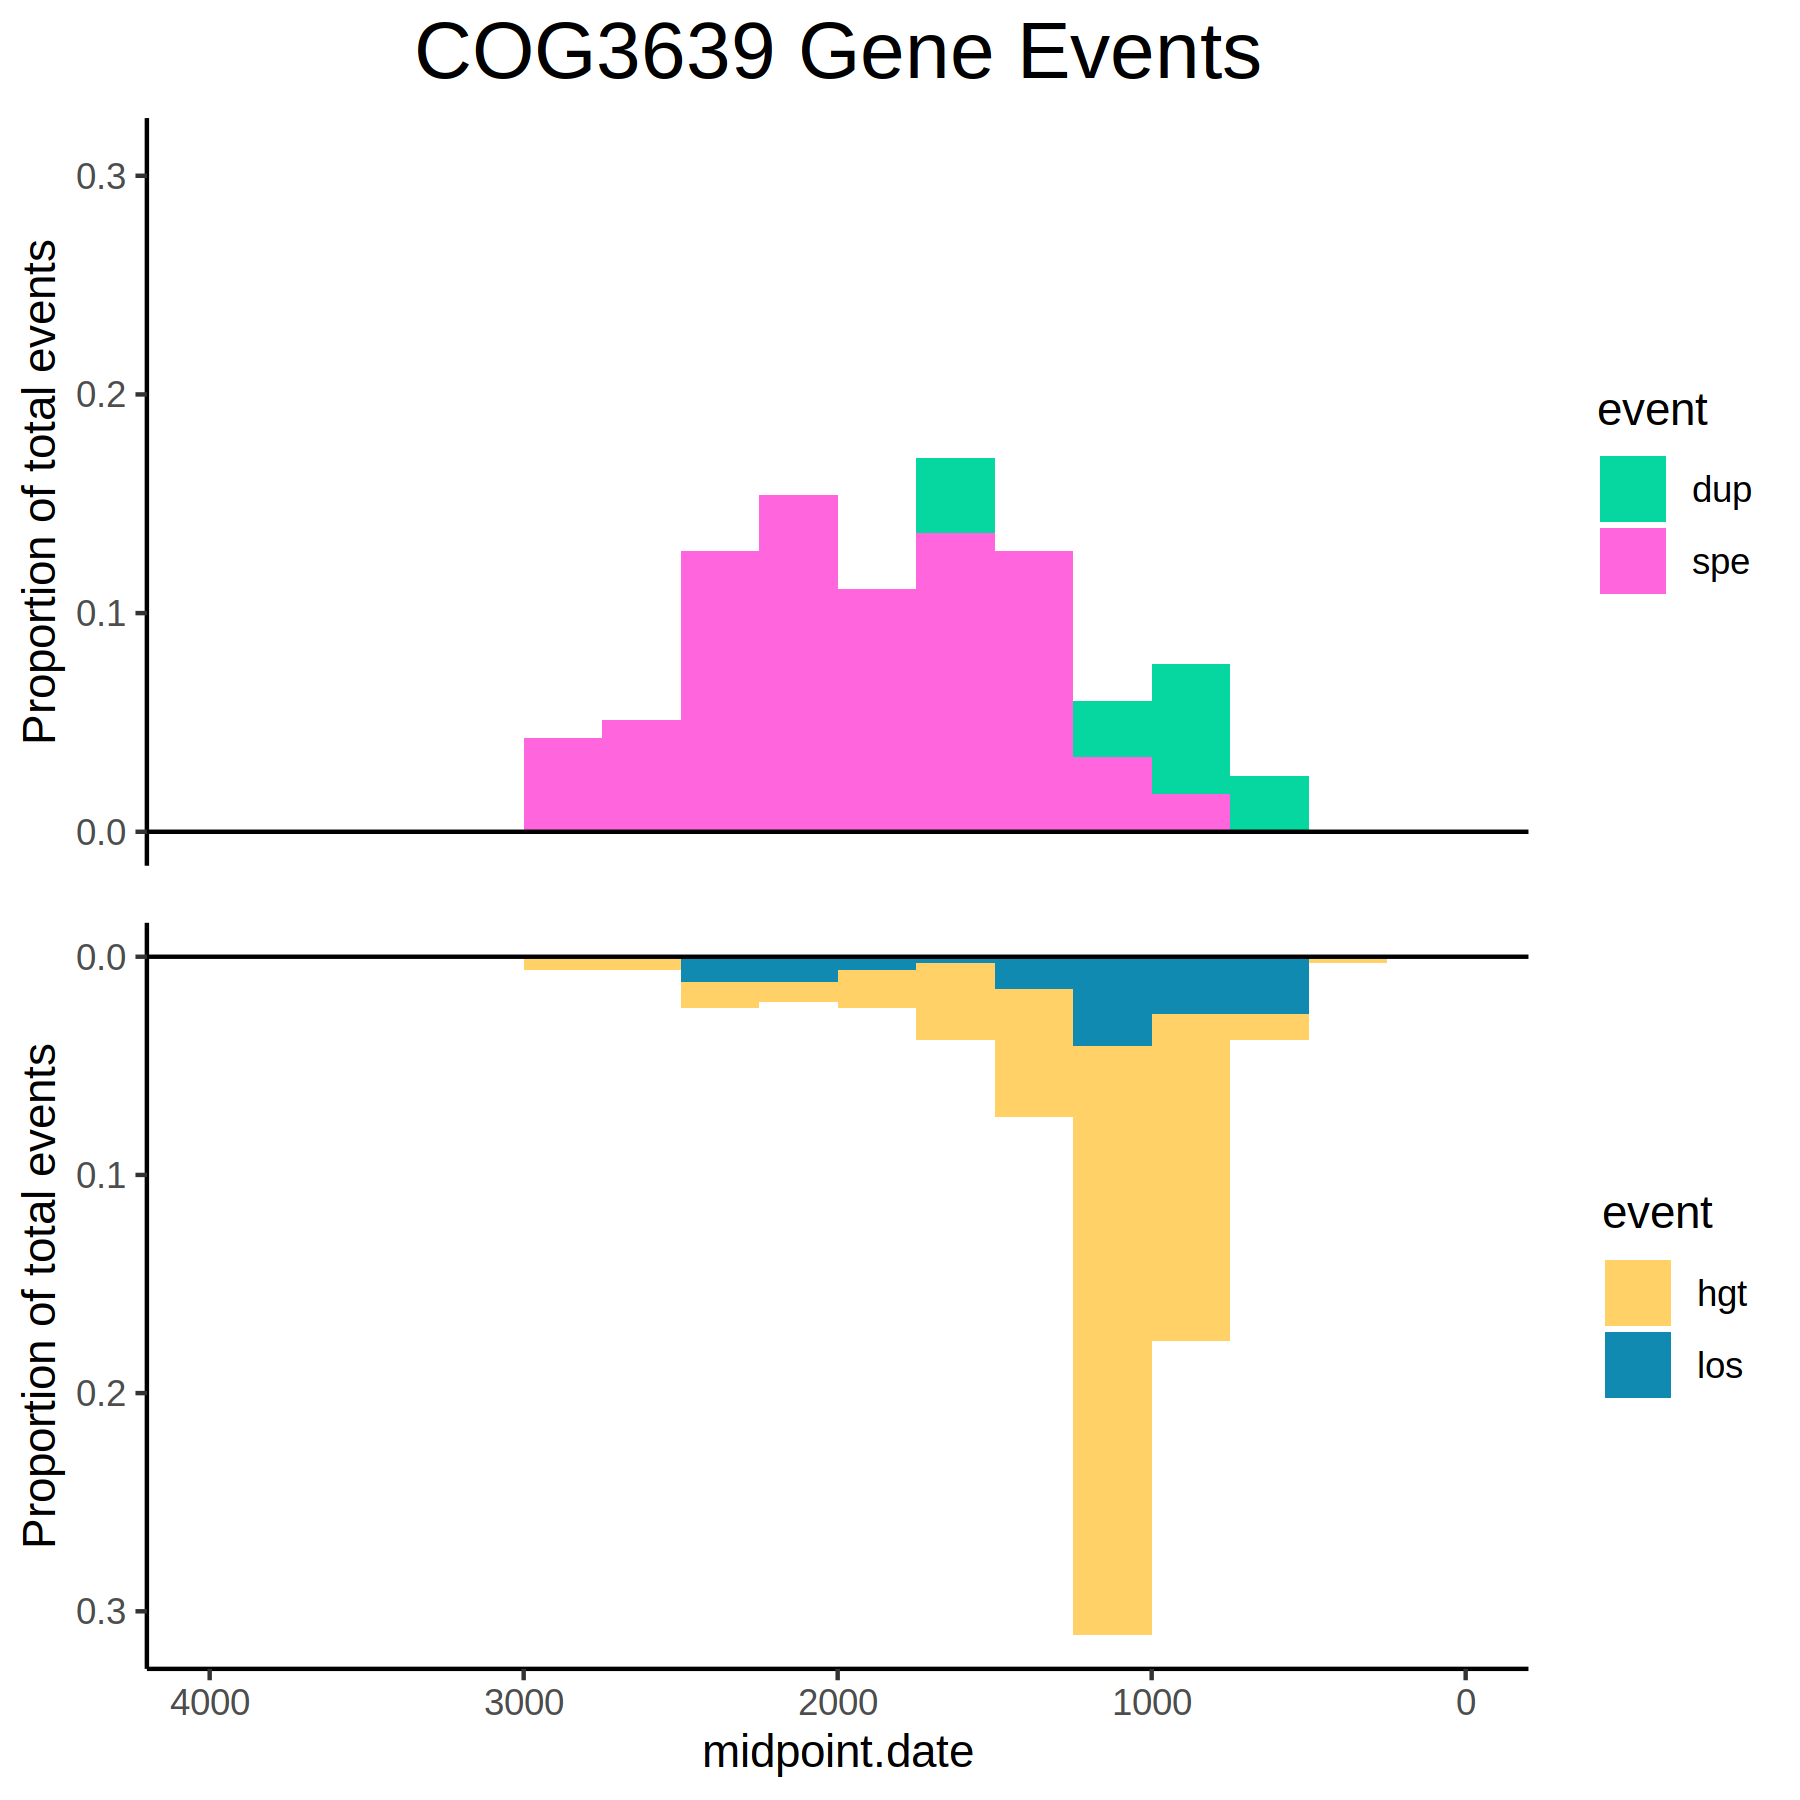 COG3639 Gene Events
Proportion of total events
0.3
0.2
0.1
0.0
event
dup
spe
Proportion of total events
0.0
0.1
0.2
0.3
event
hgt
los
4000 3000 2000 1000 0
midpoint.date